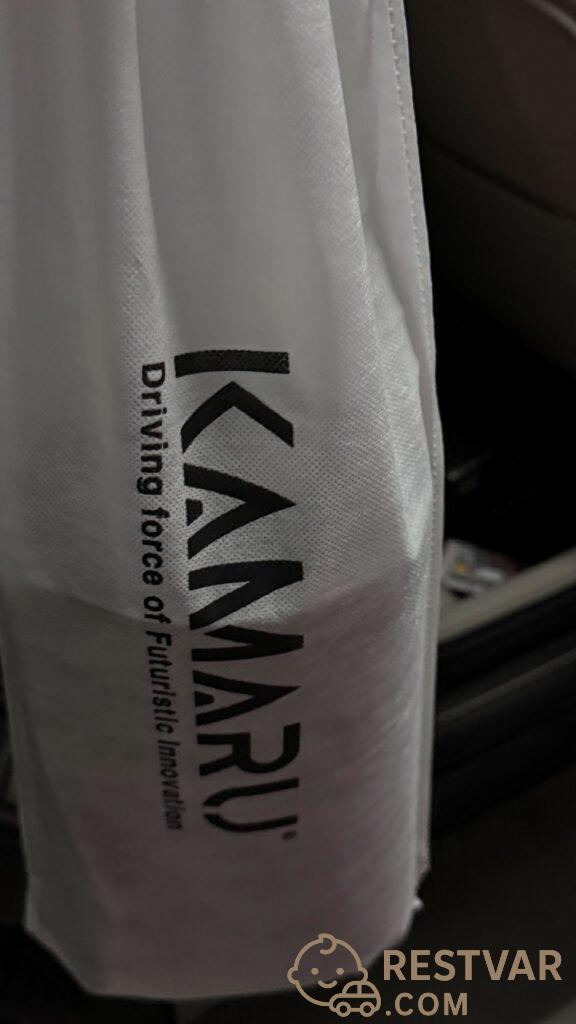 KAMARU
Driving force of Futuristic Innovation
RESTVAR
.COM